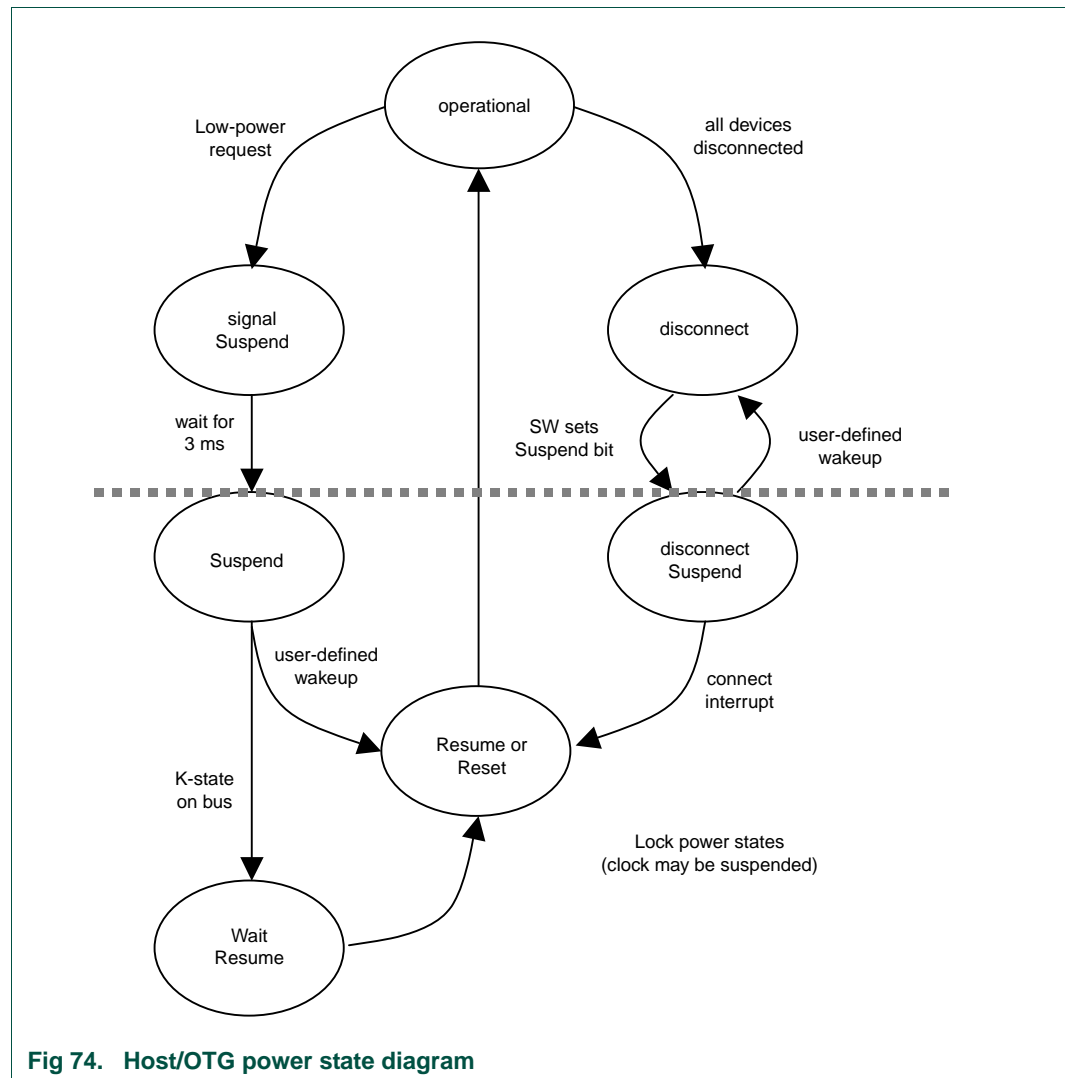 operational
Low-power
request
all devices
disconnected
signal
Suspend
disconnect
wait for
3 ms
SW sets
Suspend bit
user-defined
wakeup
Suspend
disconnect
Suspend
user-defined
wakeup
connect
interrupt
Resume or
Reset
K-state
on bus
Lock power states
(clock may be suspended)
Wait
Resume
Fig 74. Host/OTG power state diagram